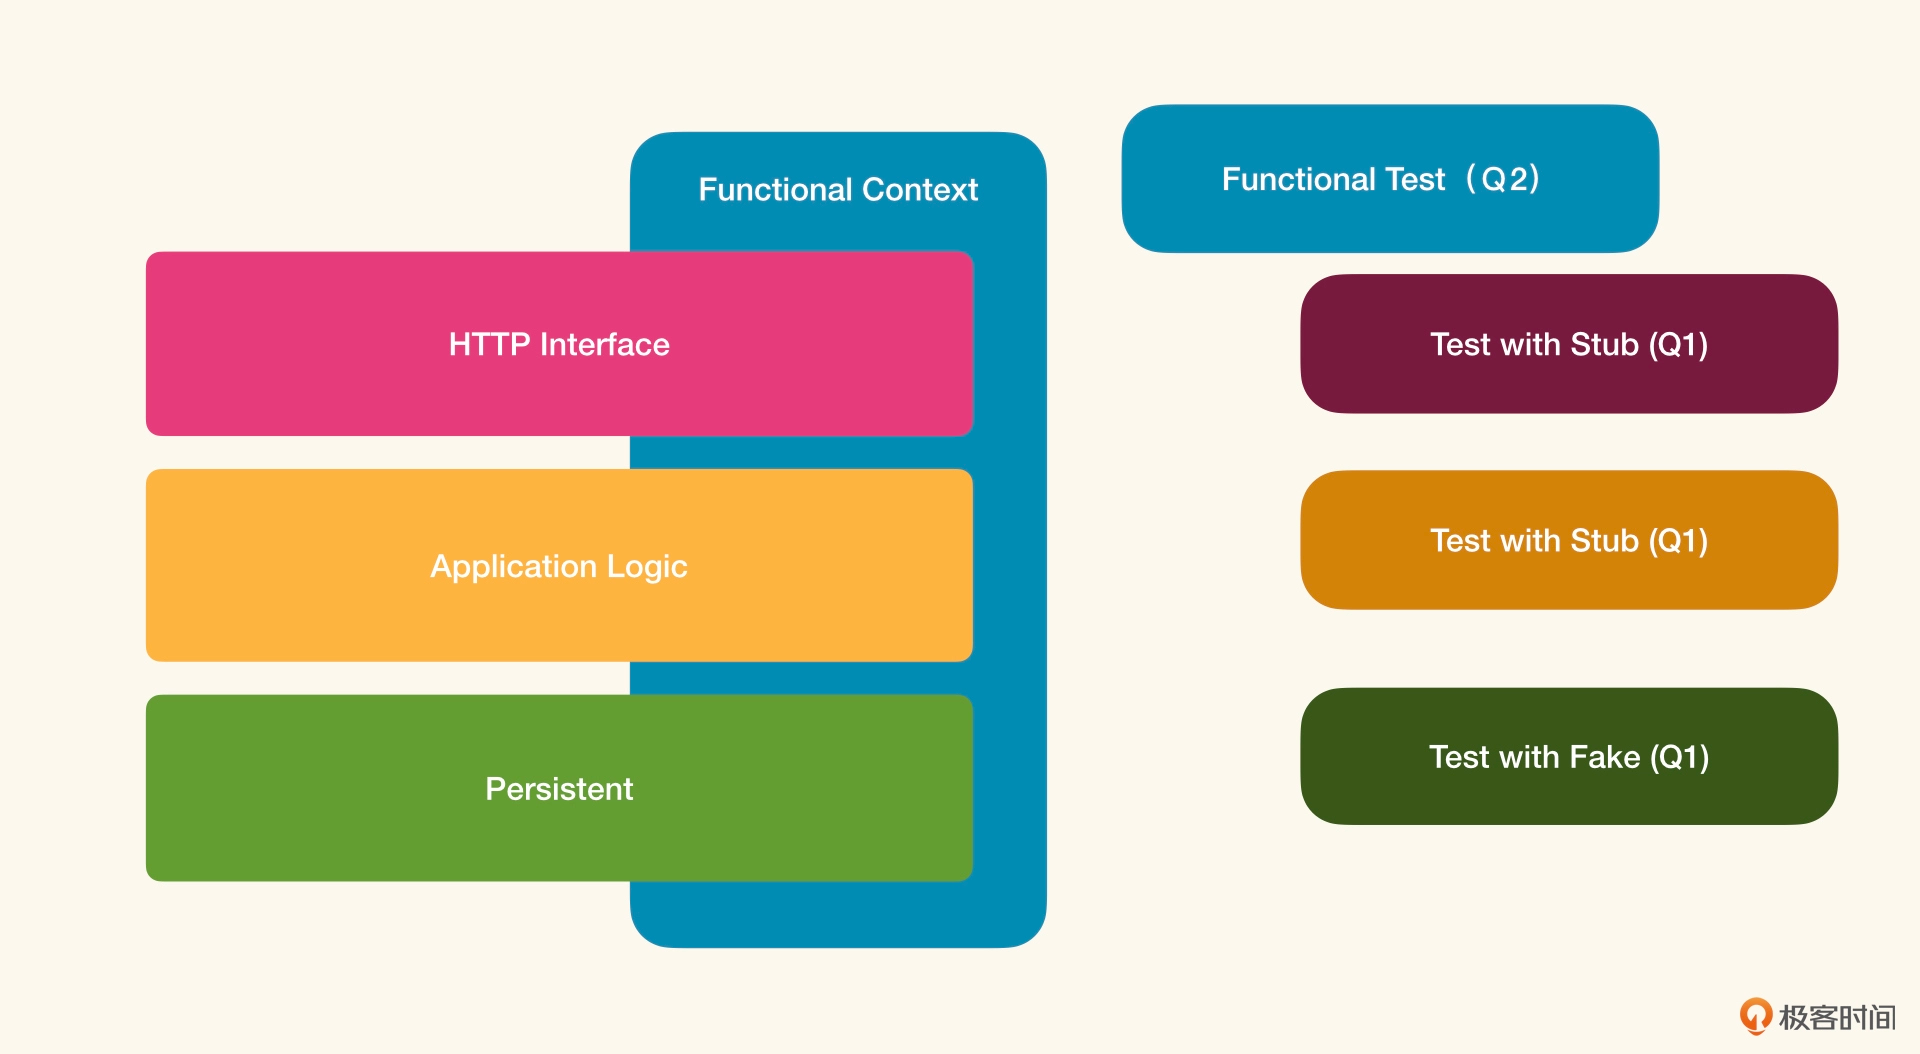 Functional Context
Functional Test（Q2）
HTTP Interface
Test with Stub (Q1)
Application Logic
Test with Stub (Q1)
Persistent
Test with Fake (Q1)
极客时间